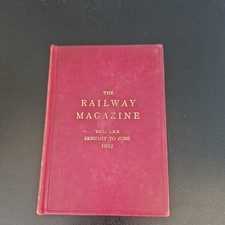 THE
RAILWAY
MAGAZINE
VOL. LXX
JANUARY TO JUNE
1932